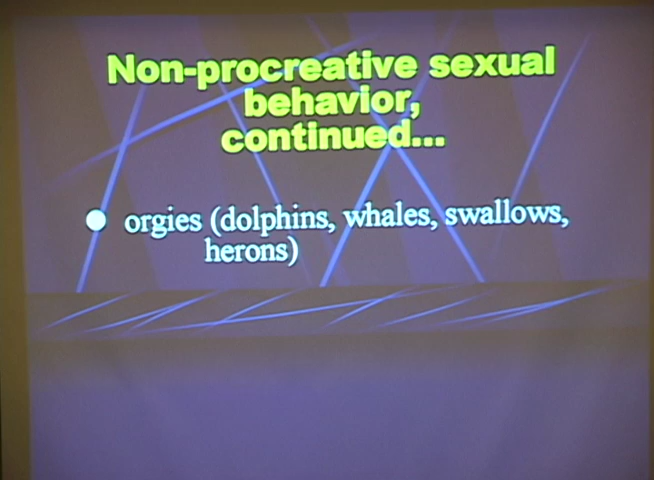 Non-procreative sexual
behavior,
continued...
orgies (dolphins, whales, swallows,
herons)